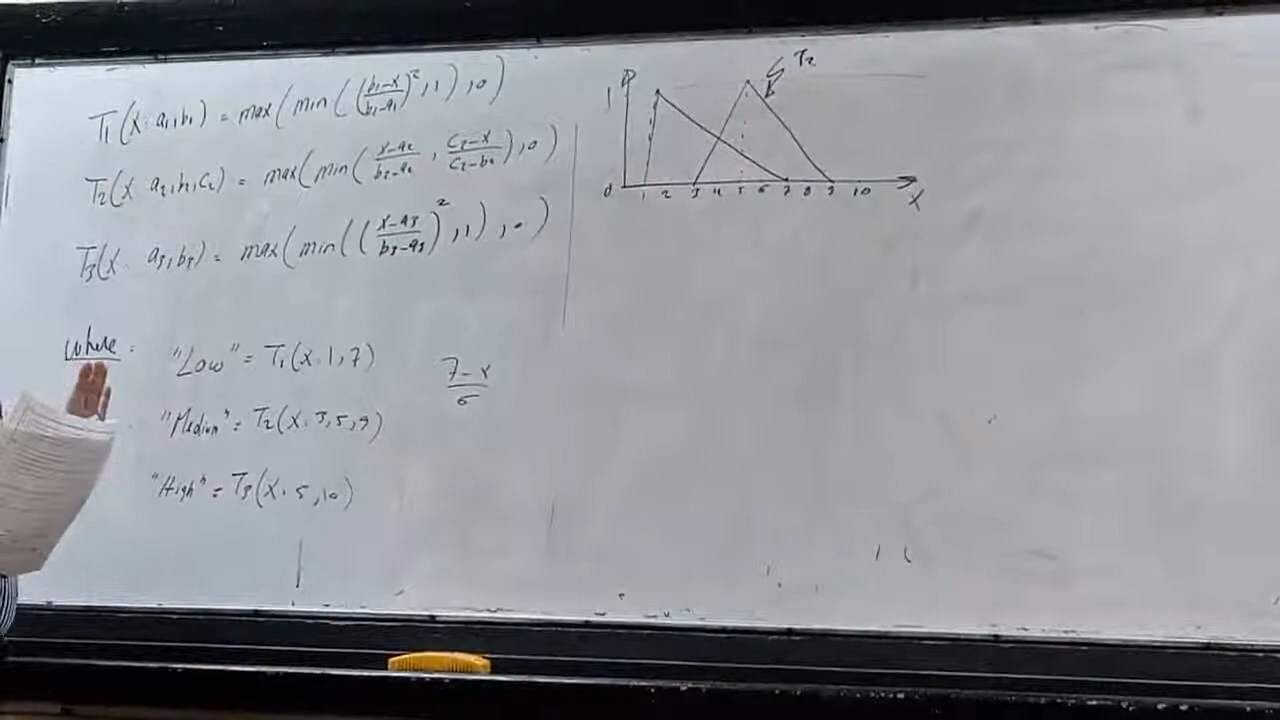 T₁(x: a₁, b₁) = max(min((b₁-x/b₁-a₁)², 1), 0)
T₂(x: a₂, b₂, c₂) = max(min(x-a₂/b₂-a₂, c₂-x/c₂-b₂), 0)
T₃(x: a₃, b₃) = max(min((x-a₃/b₃-a₃)², 1), 0)
where:
"Low" = T₁(x: 1, 7)
7-x/6
"Medium" = T₂(x: 3, 5, 9)
"High" = T₃(x: 5, 10)
T₂
1
0 1 2 3 4 5 6 7 8 9 10
x